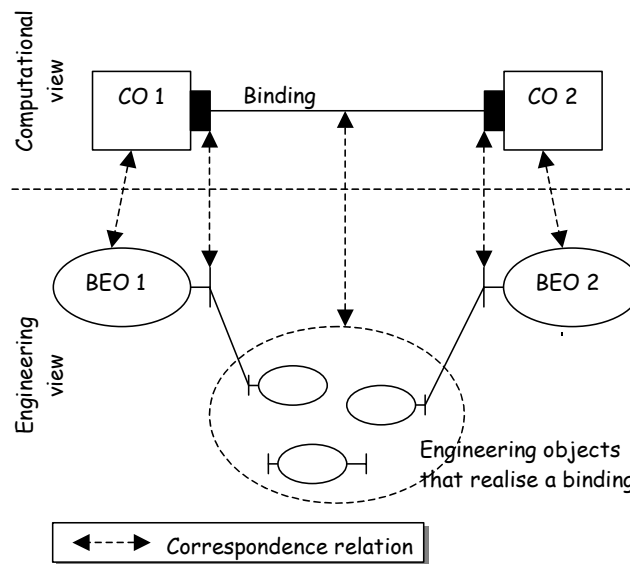 Computational
view
CO 1
Binding
CO 2
BEO 1
BEO 2
Engineering
view
Engineering objects
that realise a binding
Correspondence relation